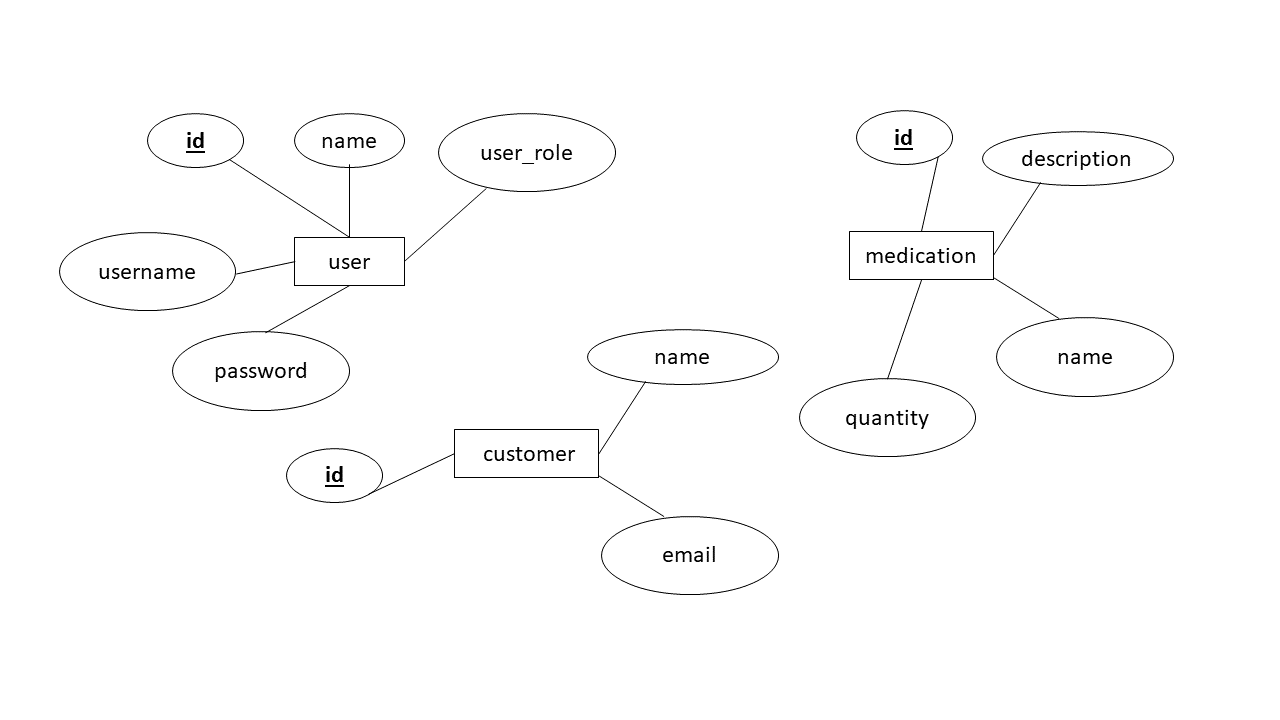 id
name
user_role
username
user
password
id
description
medication
name
quantity
name
customer
id
email